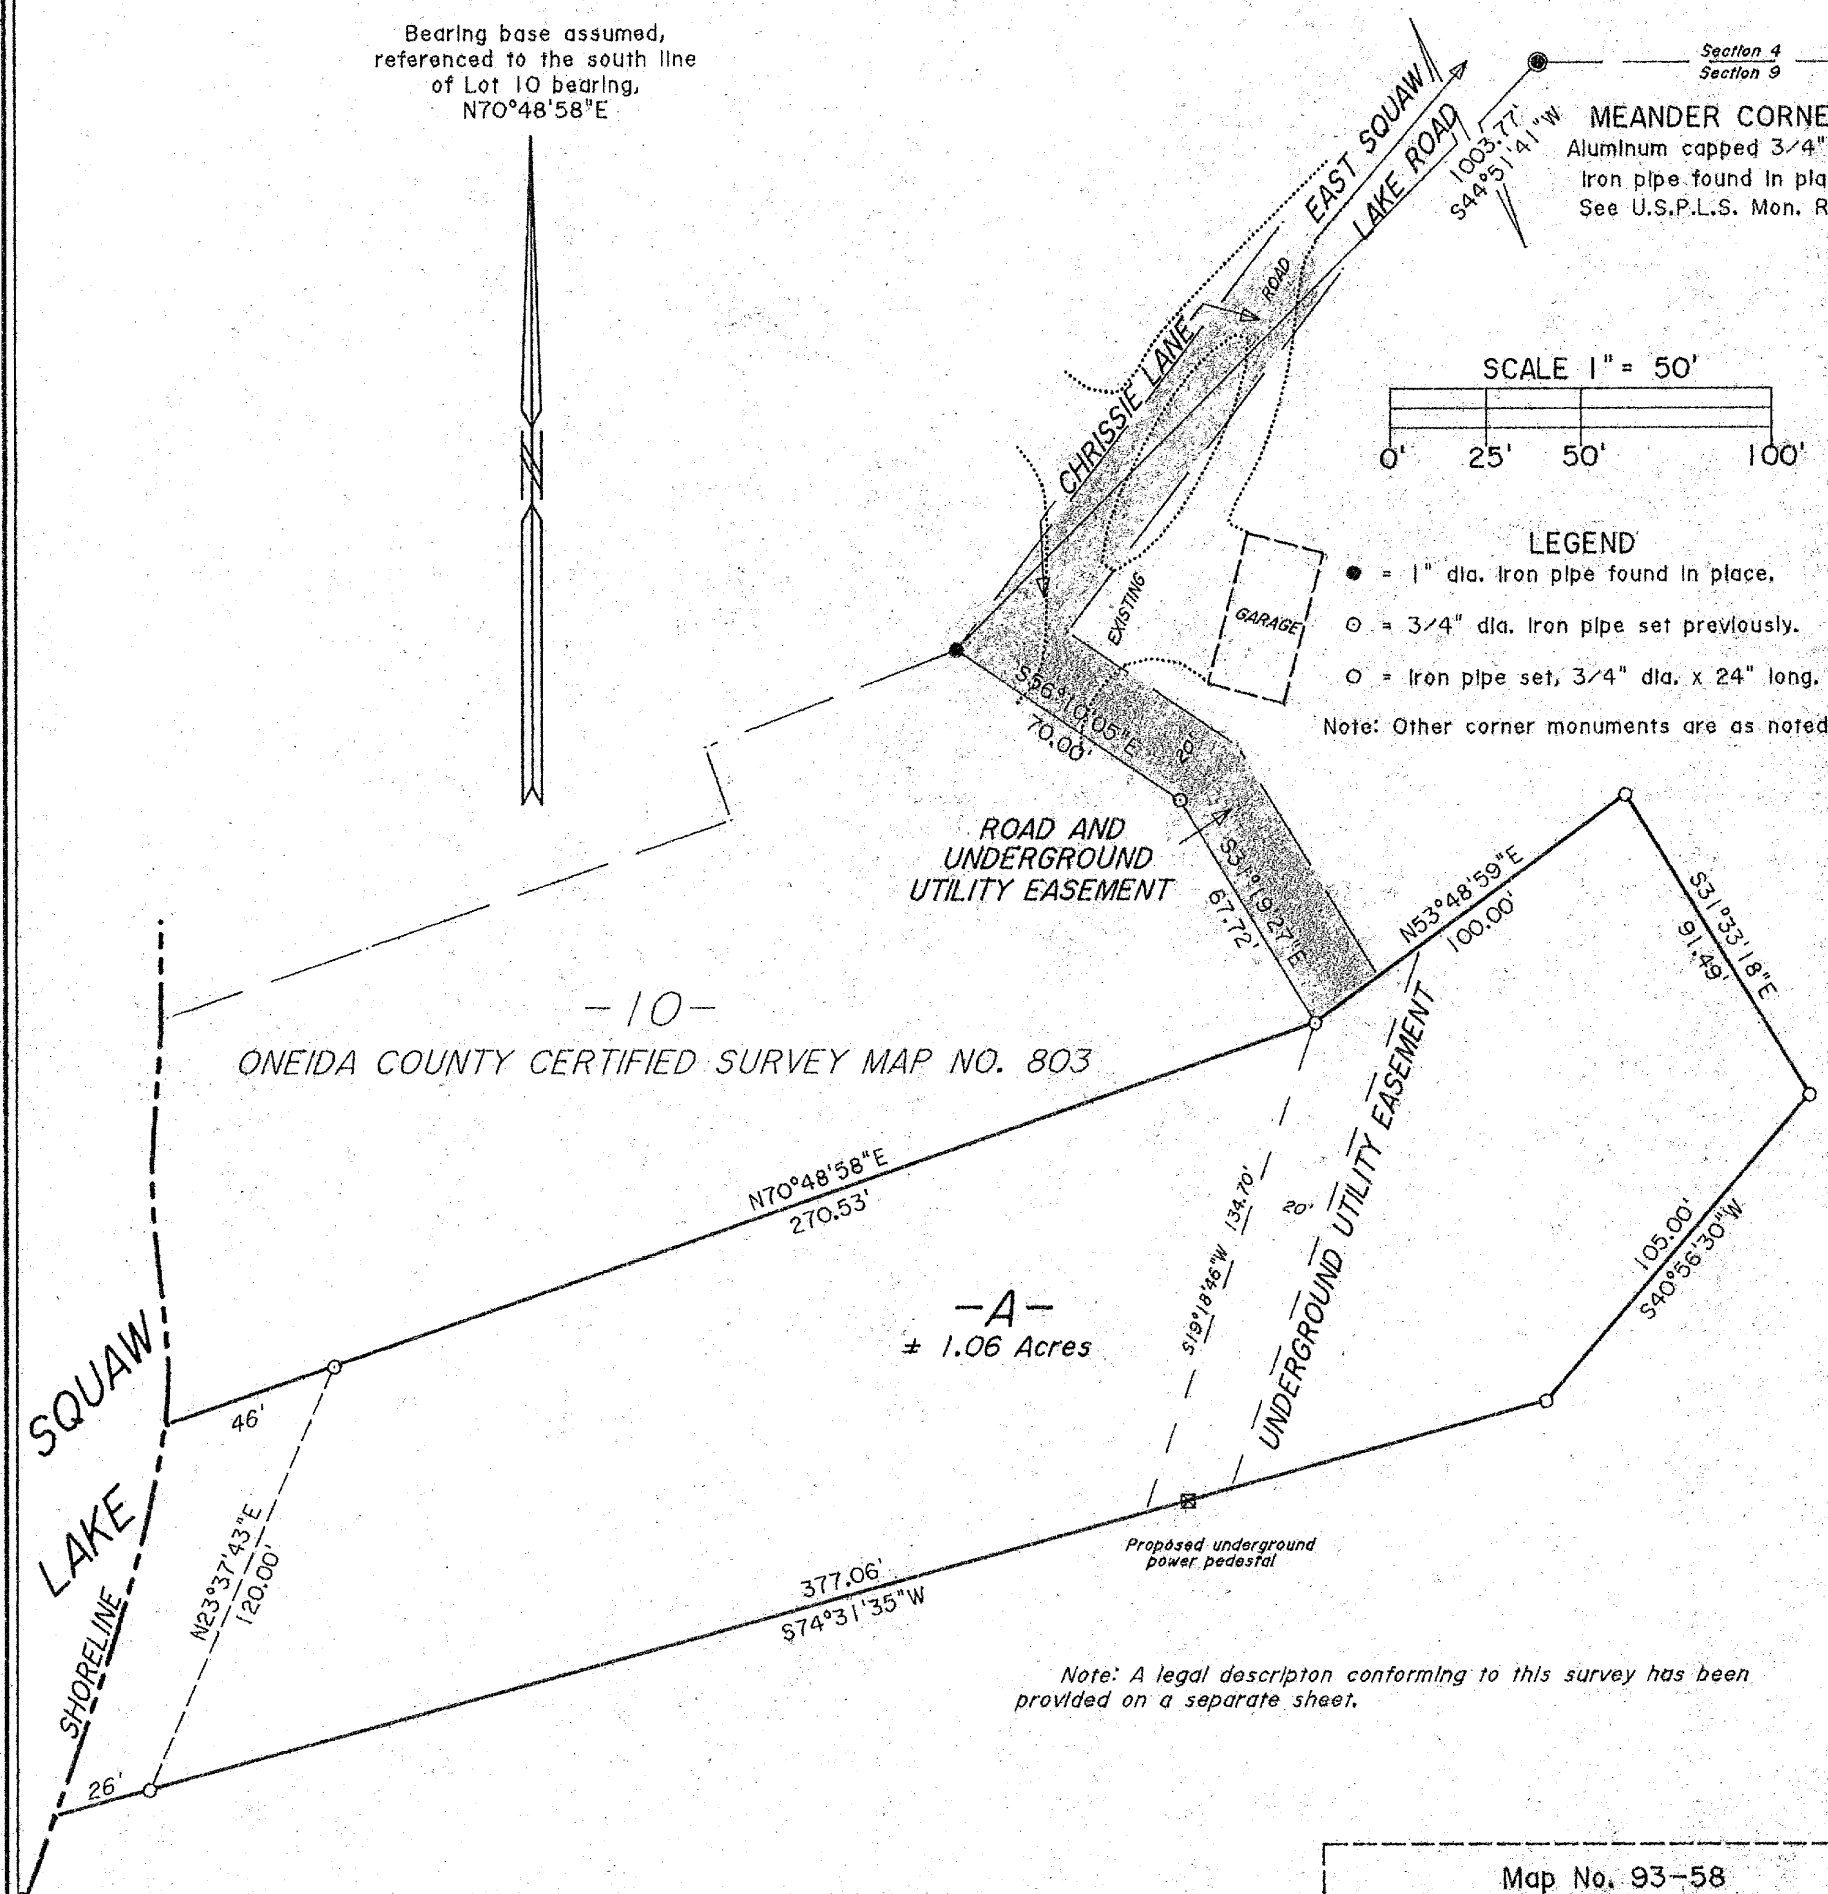 Bearing base assumed,
referenced to the south line
of Lot 10 bearing,
N70°48'58"E
Section 4
Section 9
MEANDER CORNE
Aluminum capped 3/4"
Iron pipe found in pla
See U.S.P.L.S. Mon. R
EAST SQUAW
LAKE ROAD
1003.77'
S44°51'41"W
ROAD
CHRISSIE LANE
SCALE 1" = 50'
0' 25' 50' 100'
LEGEND
● = 1" dia. Iron pipe found in place.
⊙ = 3/4" dia. Iron pipe set previously.
○ = Iron pipe set, 3/4" dia. x 24" long.
Note: Other corner monuments are as noted
EXISTING
GARAGE
S56°10'05"E
70.00'
20'
ROAD AND
UNDERGROUND
UTILITY EASEMENT
S31°19'27"E
67.72'
N53°48'59"E
100.00'
S31°33'18"E
91.49'
-10-
ONEIDA COUNTY CERTIFIED SURVEY MAP NO. 803
N70°48'58"E
270.53'
S19°18'46"W 134.70'
20'
UNDERGROUND UTILITY EASEMENT
105.00'
S40°56'30"W
-A-
± 1.06 Acres
SQUAW
LAKE
46'
N23°37'43"E
120.00'
SHORELINE
26'
377.06'
S74°31'35"W
Proposed underground
power pedestal
Note: A legal descripton conforming to this survey has been
provided on a separate sheet.
Map No. 93-58